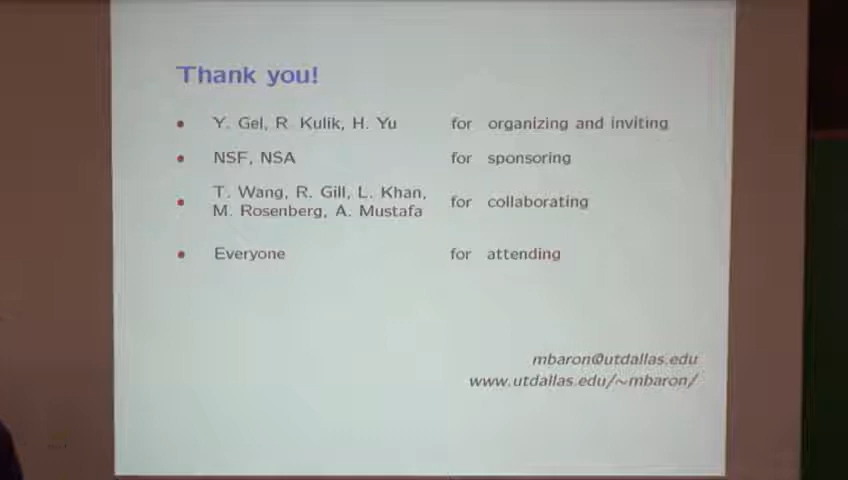 Thank you!
• Y. Gel, R. Kulik, H. Yu for organizing and inviting
• NSF, NSA for sponsoring
• T. Wang, R. Gill, L. Khan,
M. Rosenberg, A. Mustafa for collaborating
• Everyone for attending
mbaron@utdallas.edu
www.utdallas.edu/~mbaron/